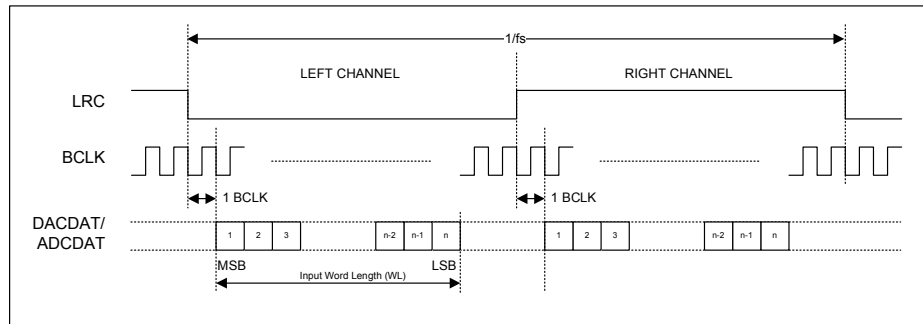 1/fs
LEFT CHANNEL RIGHT CHANNEL
LRC
BCLK
1 BCLK 1 BCLK
DACDAT/
ADCDAT
1 2 3 n-2 n-1 n 1 2 3 n-2 n-1 n
MSB LSB
Input Word Length (WL)